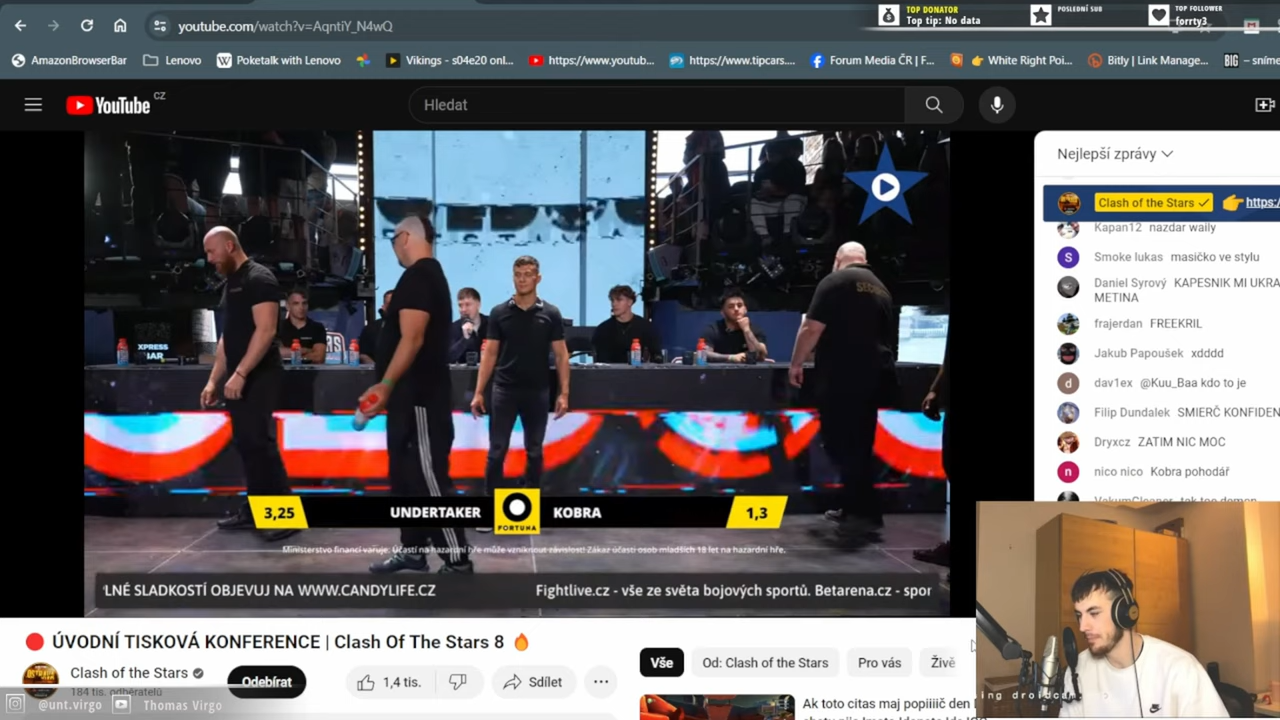 youtube.com/watch?v=AqntiY_N4wQ
TOP DONATOR
Top tip: No data
POSLEDNÍ SUB
TOP FOLLOWER
forrty3
AmazonBrowserBar
Lenovo
Poketalk with Lenovo
Vikings - s04e20 onl...
https://www.youtub...
https://www.tipcars....
Forum Media ČR | F...
White Right Poi...
Bitly | Link Manage...
BIG
– sníme
YouTube CZ
Hledat
Nejlepší zprávy
Clash of the Stars
https:/
Kapan12 nazdar waily
Smoke lukas masíčko ve stylu
Daniel Syrový KAPESNIK MI UKRA
METINA
frajerdan FREEKRIL
Jakub Papoušek xdddd
dav1ex @Kuu_Baa kdo to je
Filip Dundalek SMIERČ KONFIDEN
Dryxcz ZATIM NIC MOC
nico nico Kobra pohodář
XPRESS
BAR
3,25
UNDERTAKER
FORTUNA
KOBRA
1,3
Ministerstvo financí varuje: Účastí na hazardní hře může vzniknout závislost! Zákaz účasti osob mladších 18 let na hazardní hře.
LNÉ SLADKOSTÍ OBJEVUJ NA WWW.CANDYLIFE.CZ
Fightlive.cz - vše ze světa bojových sportů. Betarena.cz - spor
ÚVODNÍ TISKOVÁ KONFERENCE | Clash Of The Stars 8
Clash of the Stars
184 tis. odběratelů
Odebírat
1,4 tis.
Sdílet
Vše
Od: Clash of the Stars
Pro vás
Živě
Ak toto citas maj popiiiič den
@unt.virgo
Thomas Virgo